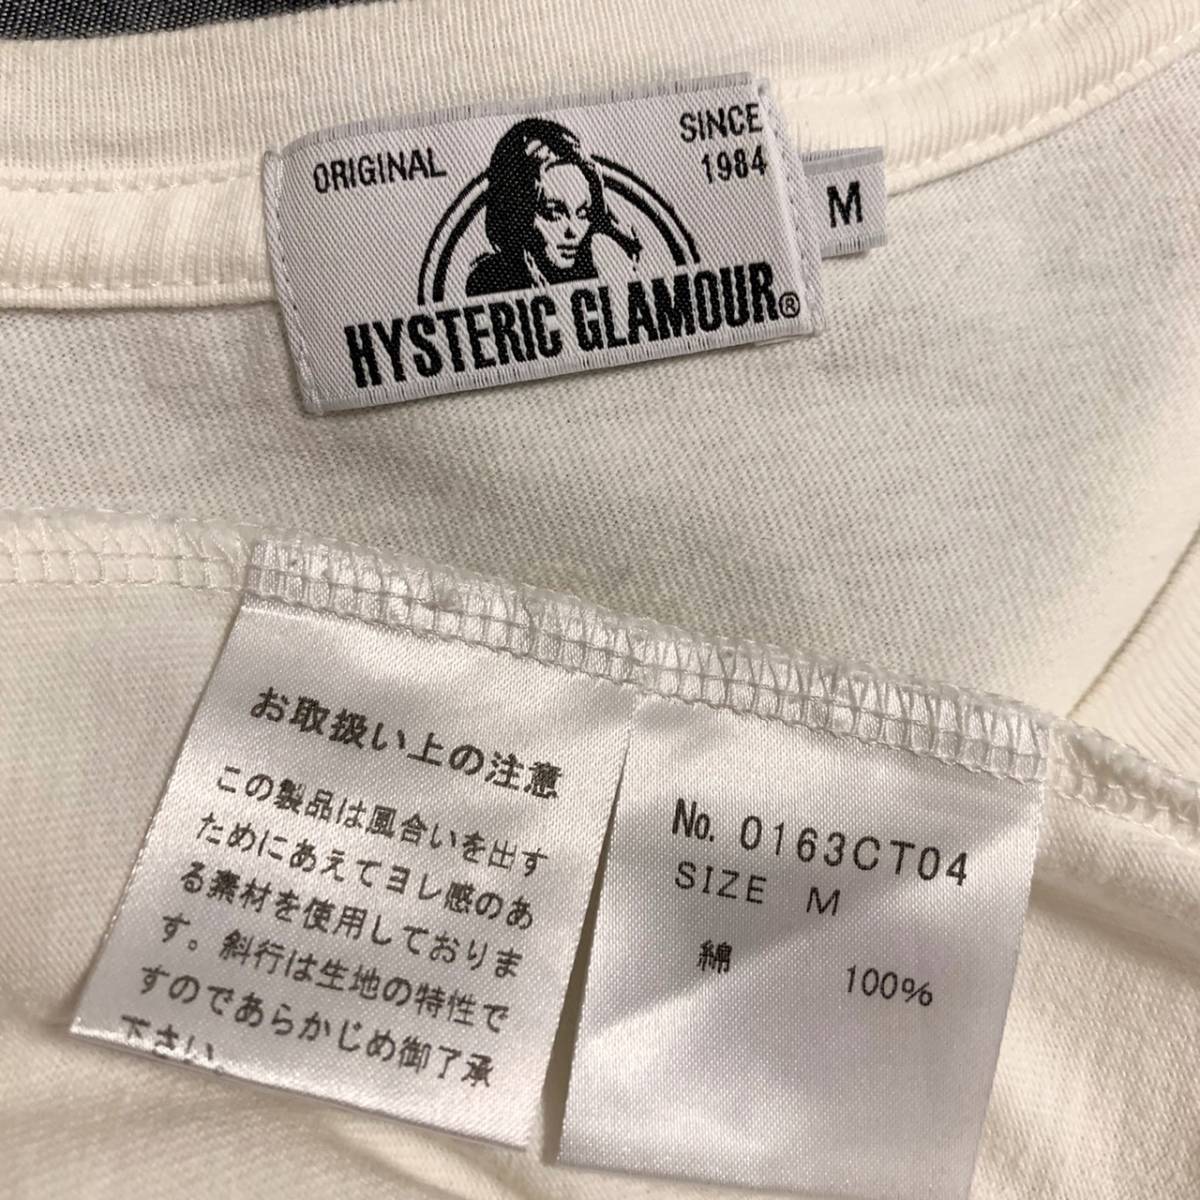 ORIGINAL
SINCE
1984
HYSTERIC GLAMOUR®
M
お取扱い上の注意
この製品は風合いを出す
ためにあえてヨレ感のあ
る素材を使用しておりま
す。斜行は生地の特性で
すのであらかじめ御了承
下さい
No. 0163CT04
SIZE M
綿 100%